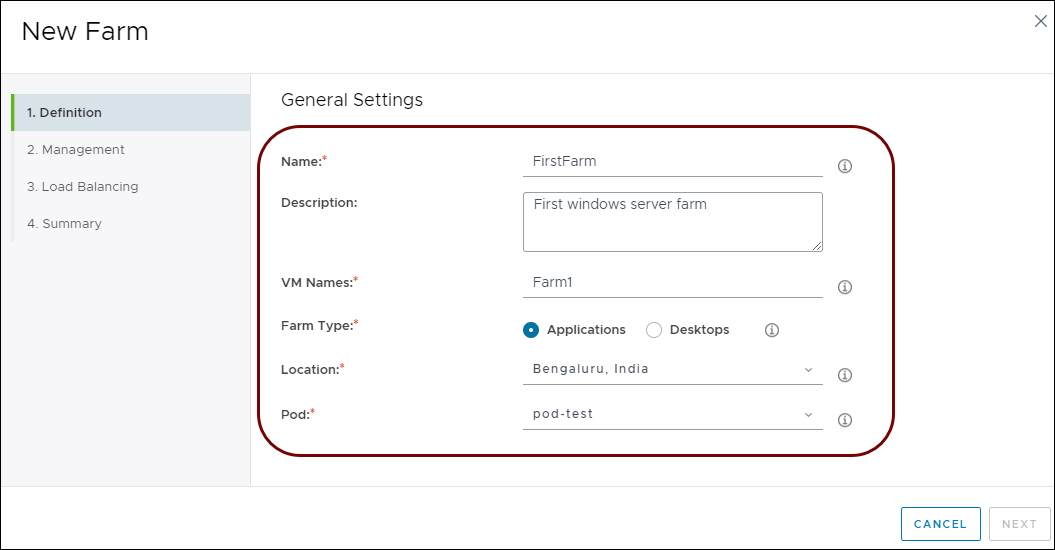 New Farm
1. Definition
2. Management
3. Load Balancing
4. Summary
General Settings
Name:* FirstFarm
Description: First windows server farm
VM Names:* Farm1
Farm Type:* Applications Desktops
Location:* Bengaluru, India
Pod:* pod-test
CANCEL NEXT